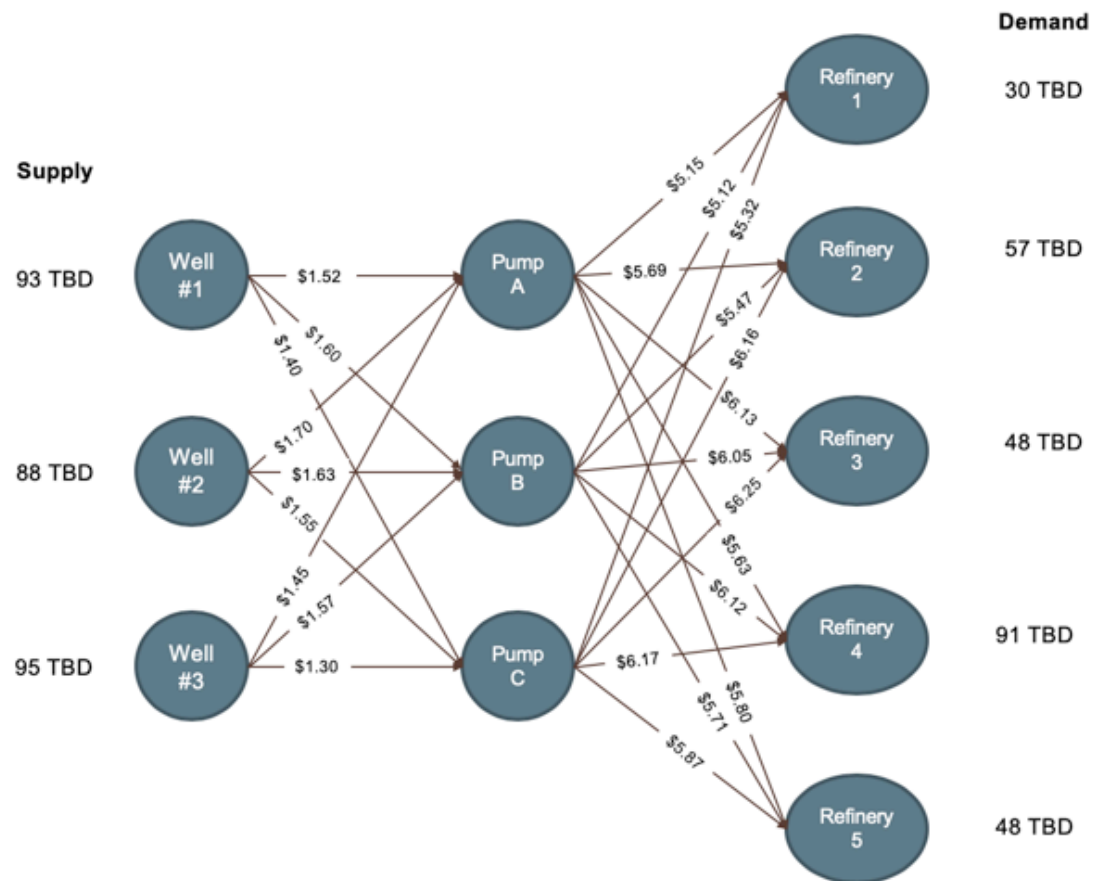 Demand
Refinery
1
30 TBD
$5.15
$5.12
$5.32
Supply
Well
#1
93 TBD
$1.52
$1.60
$1.40
Pump
A
$5.69
Refinery
2
57 TBD
$5.47
$6.16
$6.13
Well
#2
88 TBD
$1.70
$1.63
$1.55
Pump
B
$6.05
$6.25
Refinery
3
48 TBD
$5.63
$6.12
$1.45
$1.57
Well
#3
95 TBD
$1.30
Pump
C
$6.17
Refinery
4
91 TBD
$5.80
$5.71
$5.87
Refinery
5
48 TBD